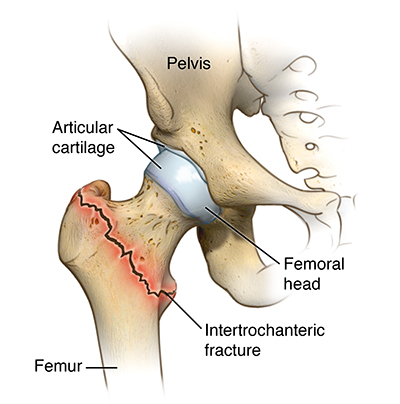 Pelvis
Articular
cartilage
Femoral
head
Intertrochanteric
fracture
Femur